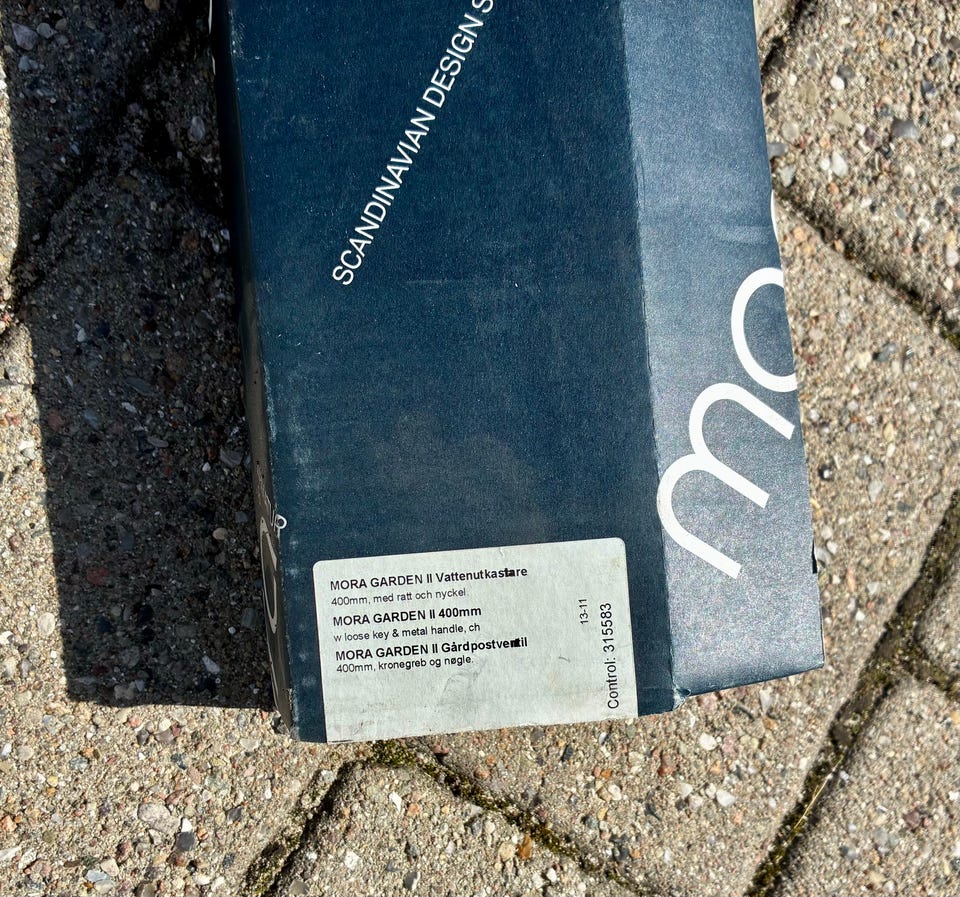 SCANDINAVIAN DESIGN S
mo
MORA GARDEN II Vattenutkastare
400mm, med ratt och nyckel
MORA GARDEN II 400mm
w loose key & metal handle, ch
MORA GARDEN II Gårdpostventil
400mm, kronegreb og nøgle.
13-11
Control: 315583